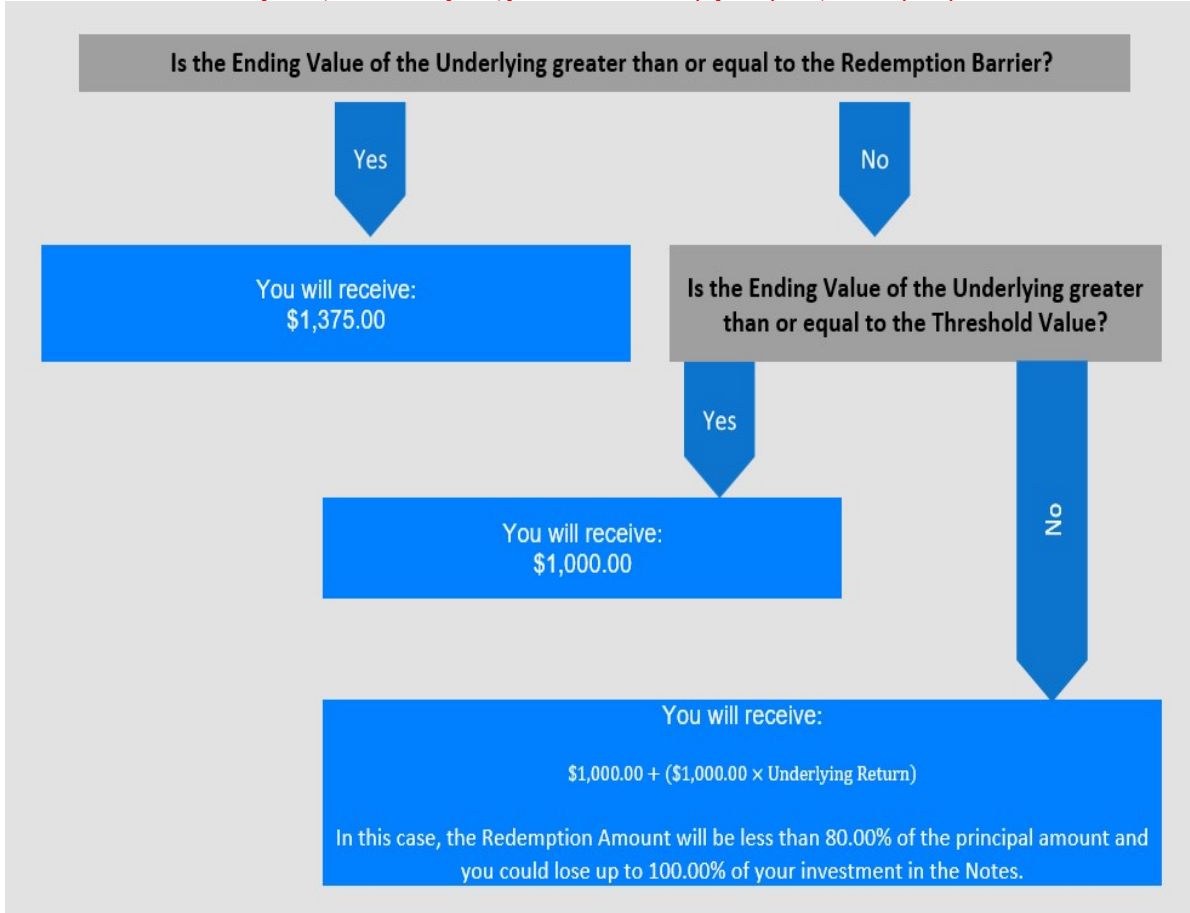 Is the Ending Value of the Underlying greater than or equal to the Redemption Barrier?
Yes
No
You will receive:
$1,375.00
Is the Ending Value of the Underlying greater
than or equal to the Threshold Value?
Yes
No
You will receive:
$1,000.00
You will receive:
$1,000.00 + ($1,000.00 × Underlying Return)
In this case, the Redemption Amount will be less than 80.00% of the principal amount and
you could lose up to 100.00% of your investment in the Notes.